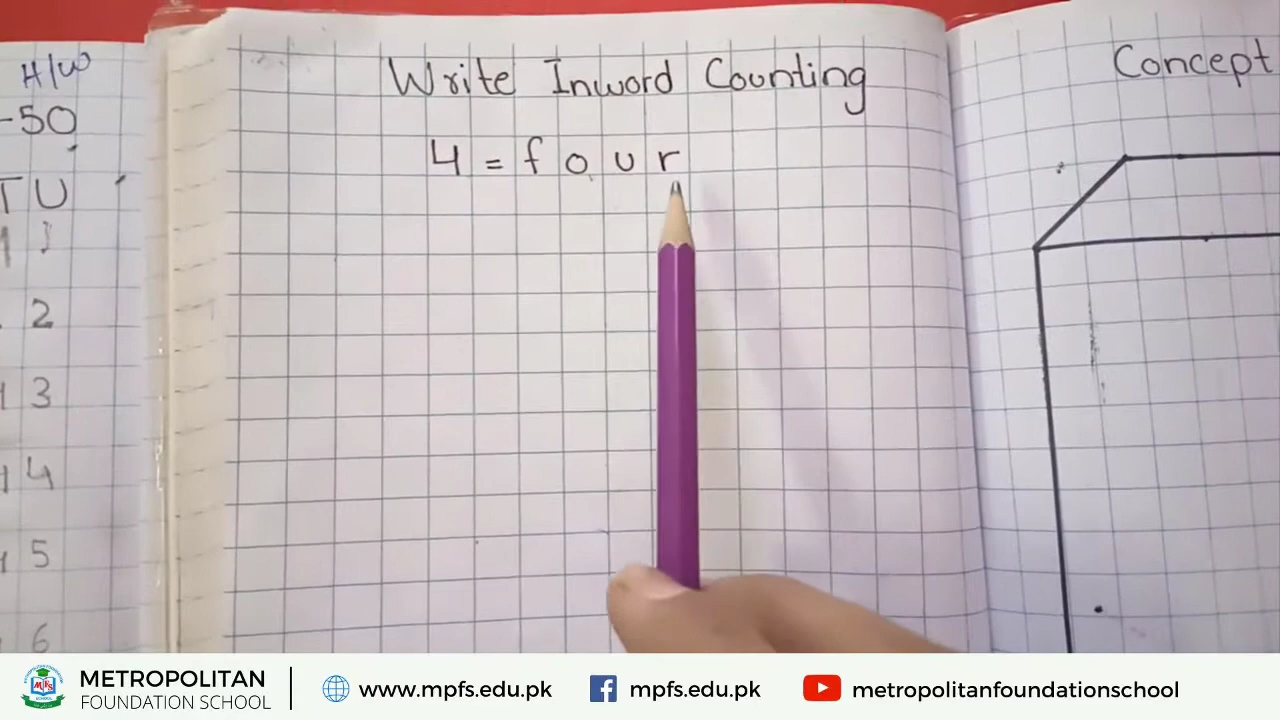 H/W
-50
T U
2
3
4
5
6
Write Inword Counting
4 = four
Concept
METROPOLITAN
FOUNDATION SCHOOL
www.mpfs.edu.pk
mpfs.edu.pk
metropolitanfoundationschool